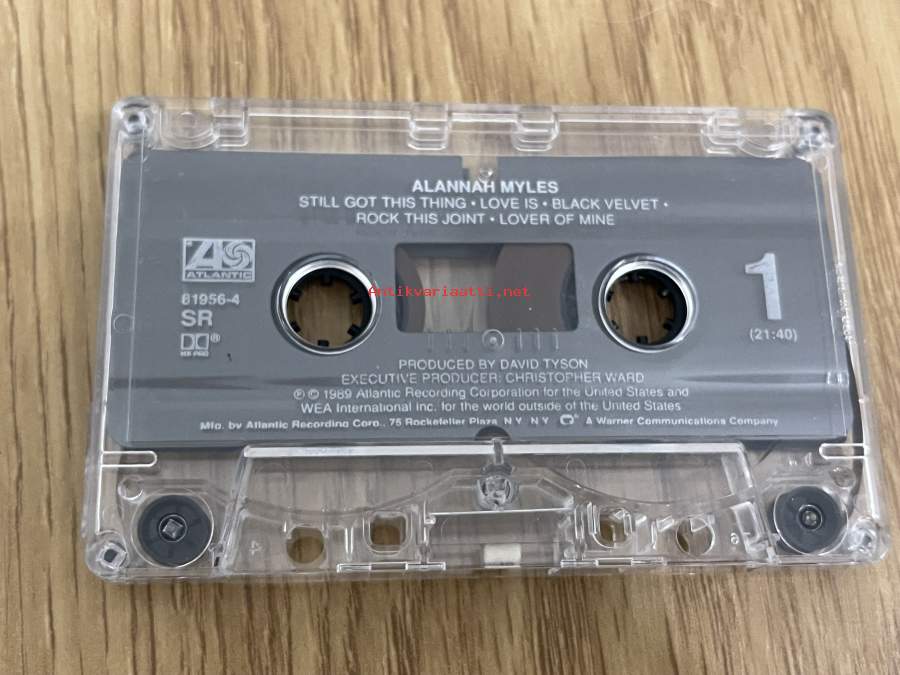 ALANNAH MYLES
STILL GOT THIS THING • LOVE IS • BLACK VELVET •
ROCK THIS JOINT • LOVER OF MINE
ATLANTIC
81956-4
SR
HX PRO
Antikvariaatti.net
1
(21:40)
PRODUCED BY DAVID TYSON
EXECUTIVE PRODUCER: CHRISTOPHER WARD
℗ © 1989 Atlantic Recording Corporation for the United States and
WEA International Inc. for the world outside of the United States
Mfg. by Atlantic Recording Corp., 75 Rockefeller Plaza, N.Y., N.Y. A Warner Communications Company